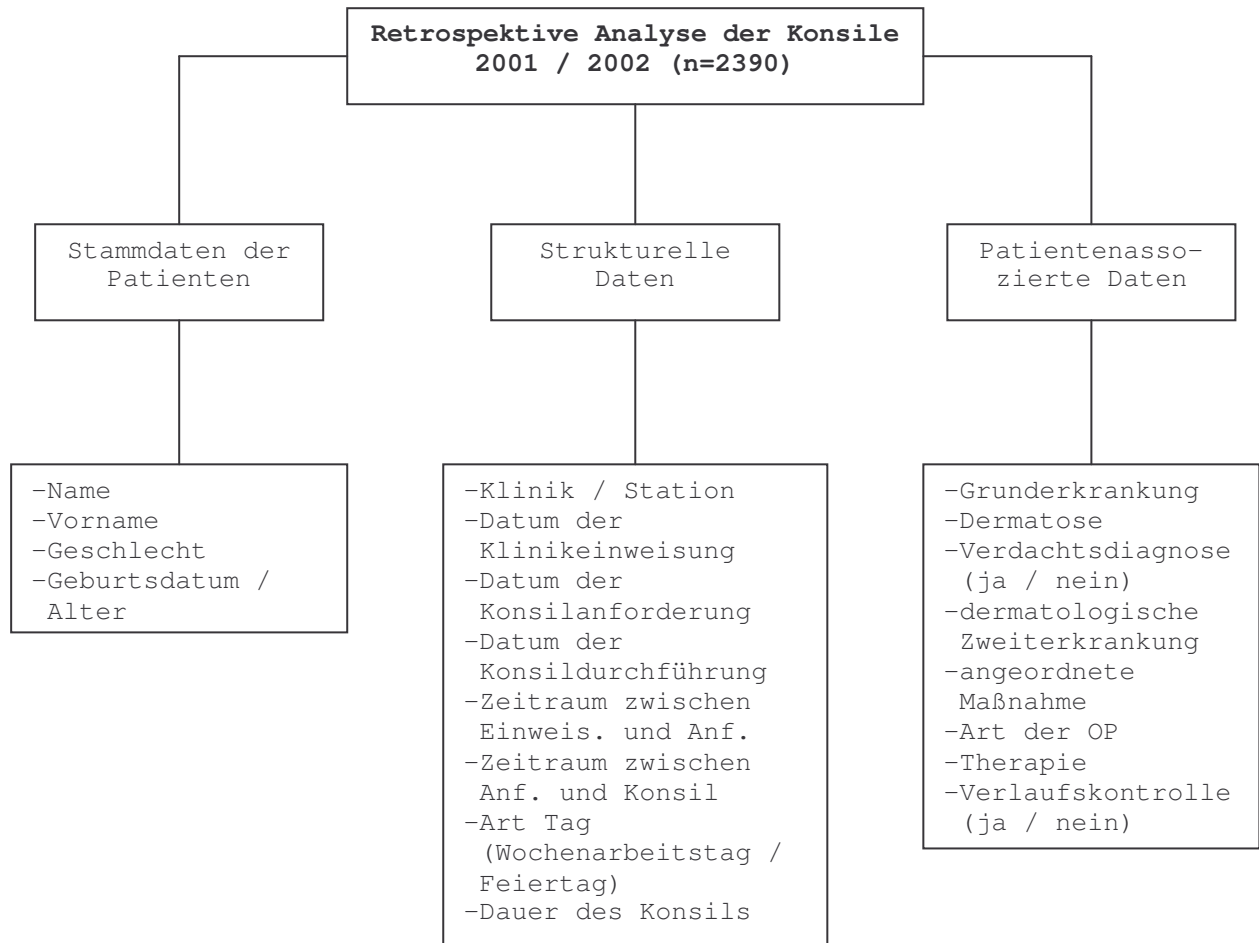 Retrospektive Analyse der Konsile
2001 / 2002 (n=2390)
Stammdaten der
Patienten
Strukturelle
Daten
Patientenasso-
zierte Daten
-Name
-Vorname
-Geschlecht
-Geburtsdatum /
Alter
-Klinik / Station
-Datum der
Klinikeinweisung
-Datum der
Konsilanforderung
-Datum der
Konsildurchführung
-Zeitraum zwischen
Einweis. und Anf.
-Zeitraum zwischen
Anf. und Konsil
-Art Tag
(Wochenarbeitstag /
Feiertag)
-Dauer des Konsils
-Grunderkrankung
-Dermatose
-Verdachtsdiagnose
(ja / nein)
-dermatologische
Zweiterkrankung
-angeordnete
Maßnahme
-Art der OP
-Therapie
-Verlaufskontrolle
(ja / nein)